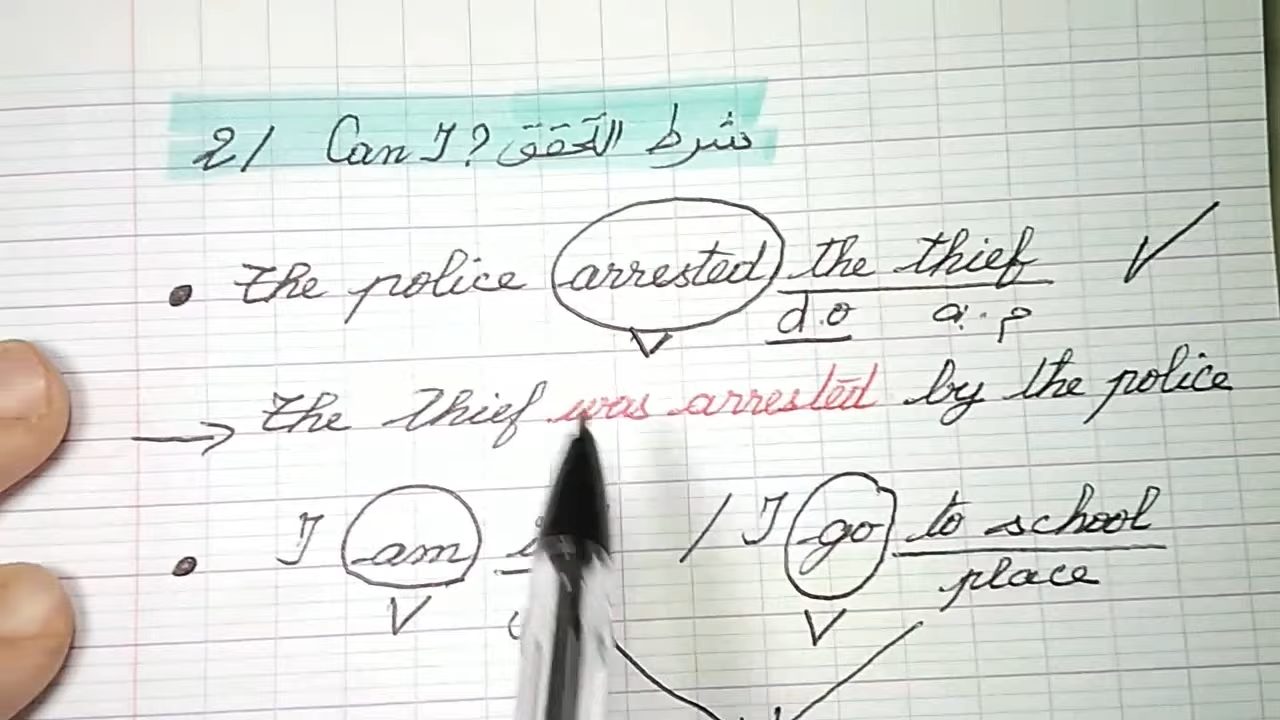 2/ Can I? شرط التحقق
• The police arrested the thief ✓
V d.o م.ب
→ The thief was arrested by the police
• I am / I go to school
V V place